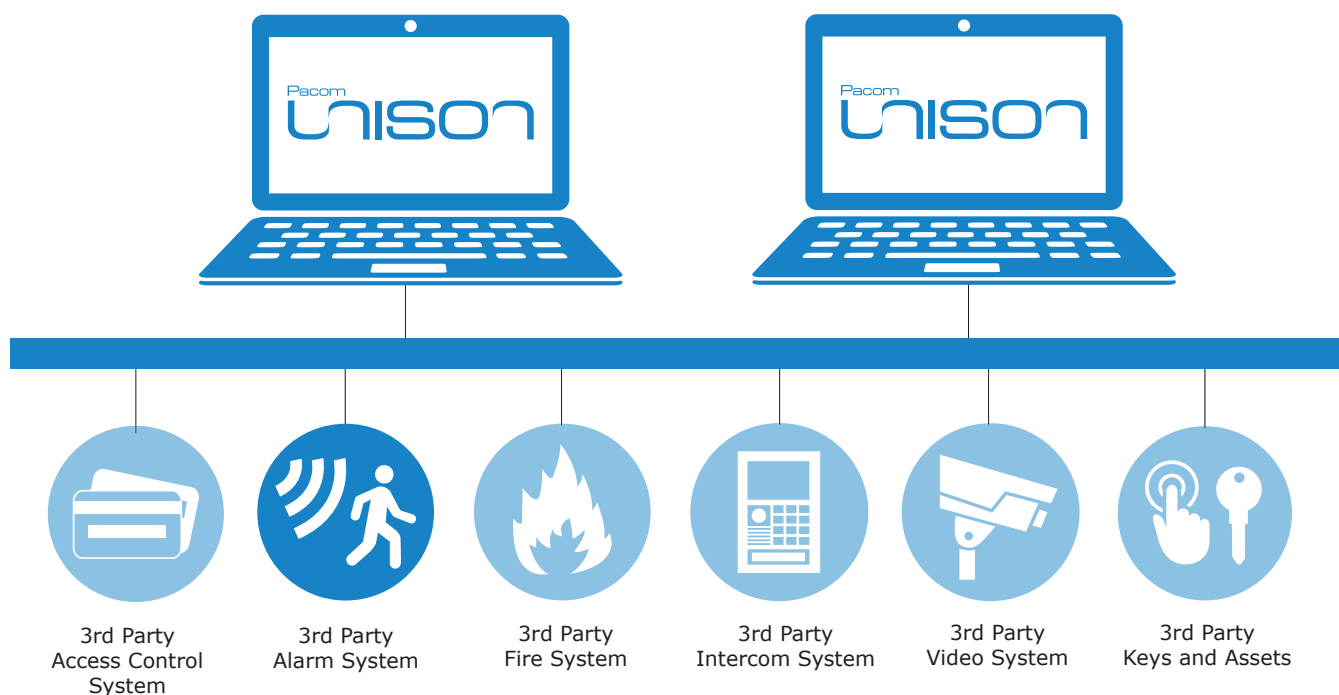 Pacom
UNISON
Pacom
UNISON
3rd Party
Access Control
System
3rd Party
Alarm System
3rd Party
Fire System
3rd Party
Intercom System
3rd Party
Video System
3rd Party
Keys and Assets